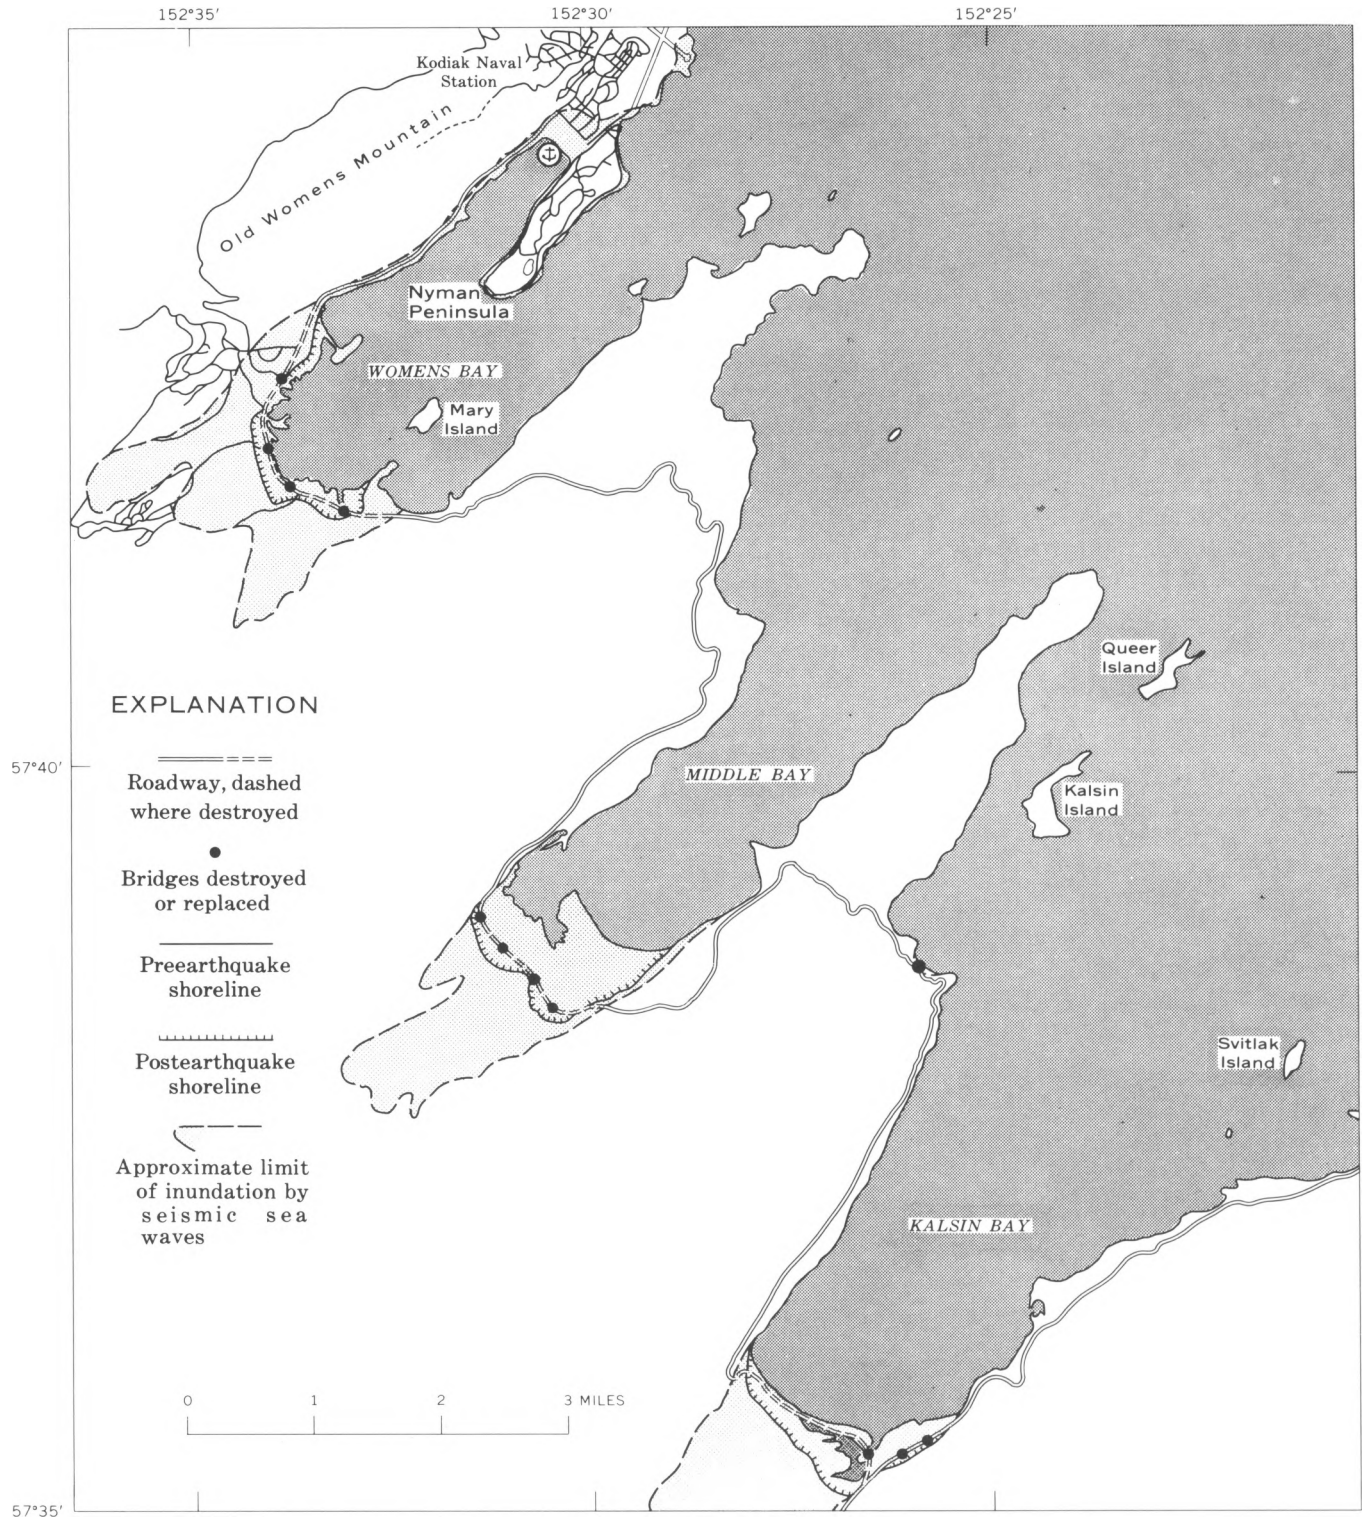 152°35'
152°30'
152°25'
Kodiak Naval
Station
Old Womens Mountain
Nyman
Peninsula
WOMENS BAY
Mary
Island
Queer
Island
EXPLANATION
57°40'
MIDDLE BAY
Kalsin
Island
Roadway, dashed
where destroyed
Bridges destroyed
or replaced
Preearthquake
shoreline
Postearthquake
shoreline
Svitlak
Island
Approximate limit
of inundation by
seismic sea
waves
KALSIN BAY
0 1 2 3 MILES
57°35'